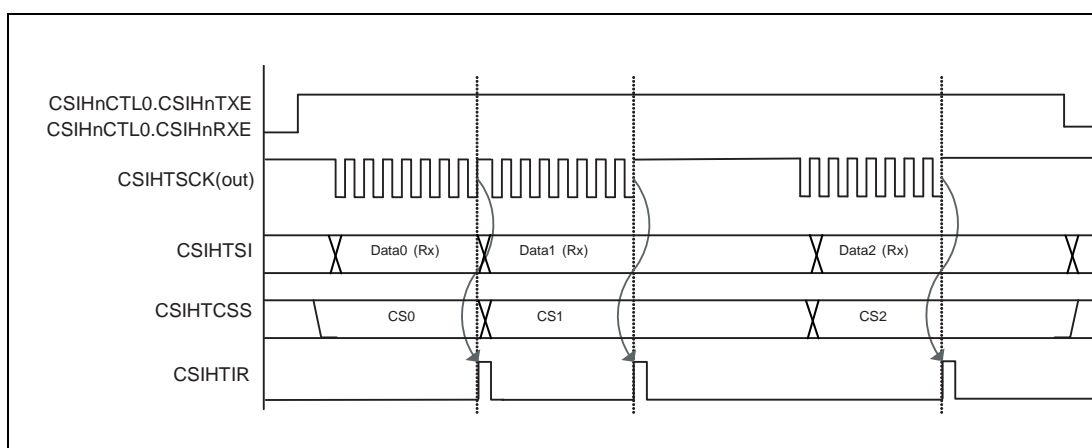 CSIHnCTL0.CSIHnTXE
CSIHnCTL0.CSIHnRXE
CSIHTSCK(out)
CSIHTSI
Data0 (Rx)
Data1 (Rx)
Data2 (Rx)
CSIHTCSS
CS0
CS1
CS2
CSIHTIR